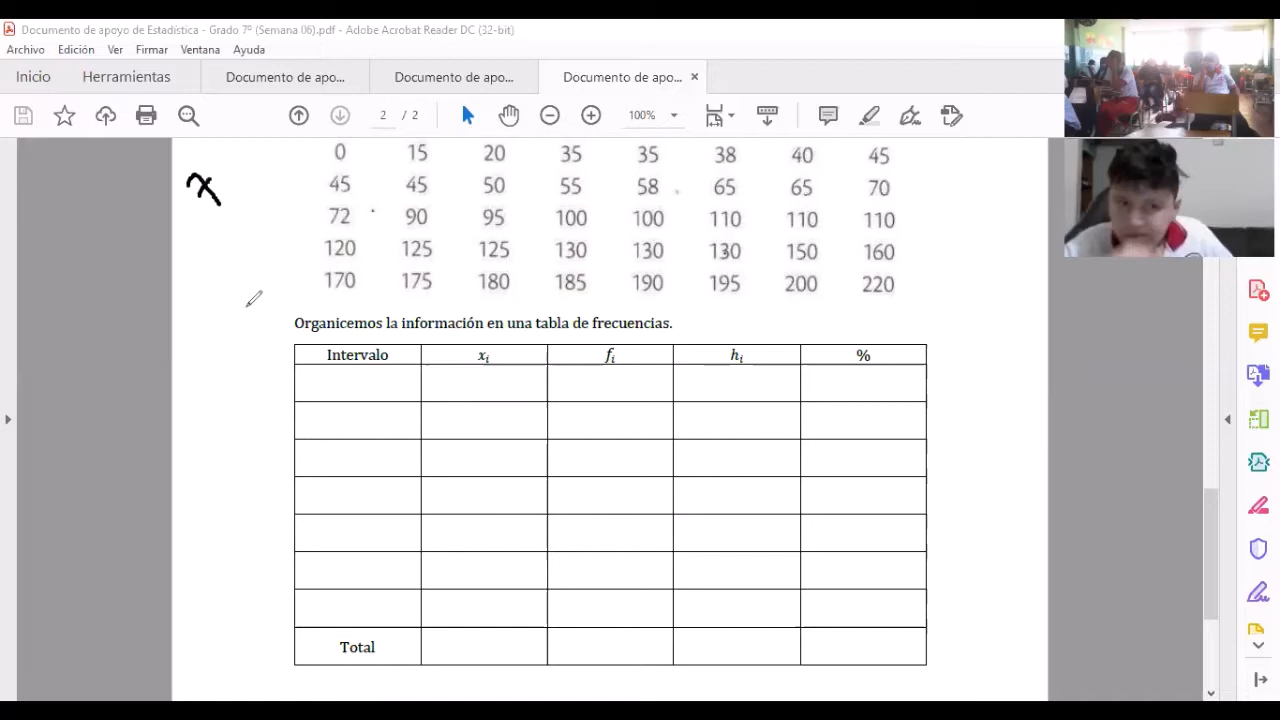 Documento de apoyo de Estadística - Grado 7º (Semana 06).pdf - Adobe Acrobat Reader DC (32-bit)
Archivo Edición Ver Firmar Ventana Ayuda
Inicio Herramientas Documento de apo... Documento de apo... Documento de apo... ×
2 / 2 100%
0 15 20 35 35 38 40 45
45 45 50 55 58 65 65 70
72 90 95 100 100 110 110 110
120 125 125 130 130 130 150 160
170 175 180 185 190 195 200 220
Organicemos la información en una tabla de frecuencias.
Intervalo xᵢ fᵢ hᵢ %
Total